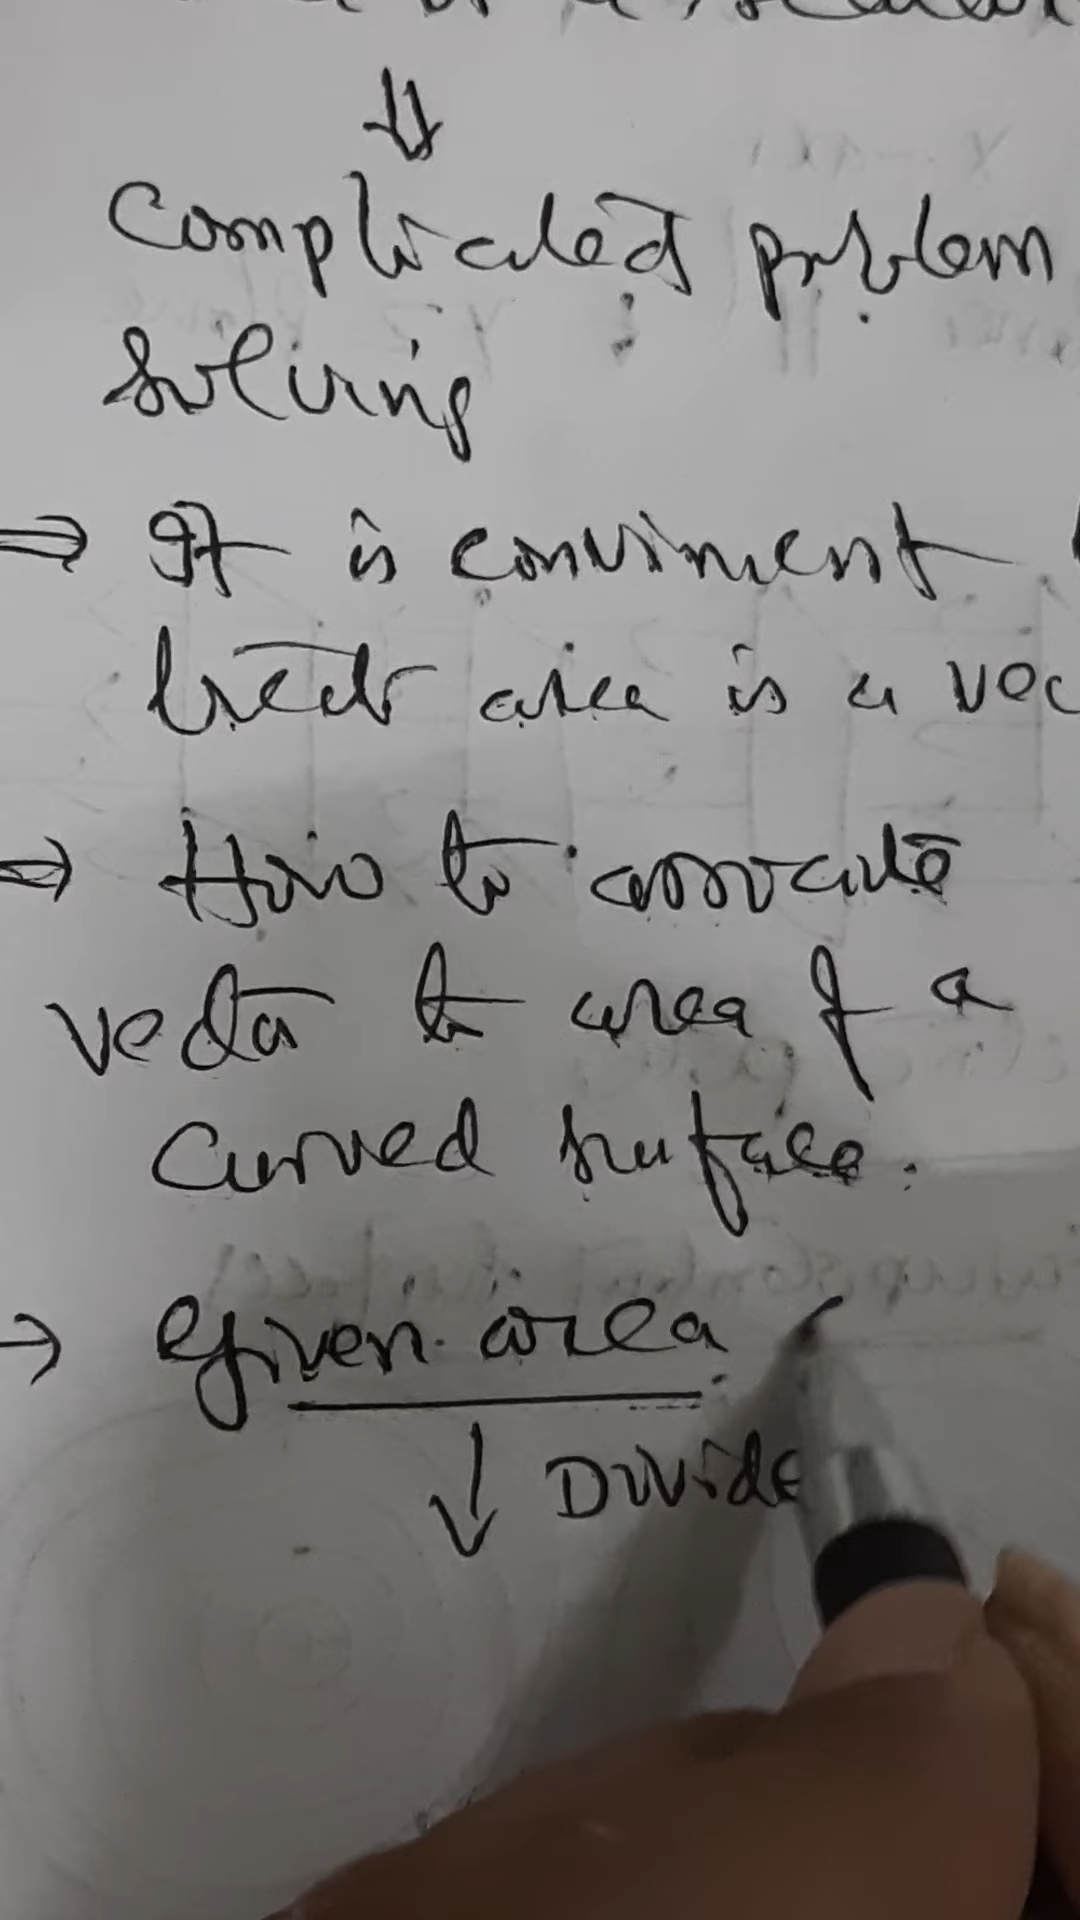 ⇓
Complicated problem
solving
⇒ It is convinient
treat area is a vec
⇒ How to associate
vector to area of a
curved surface.
→ Given area
↓ Divide